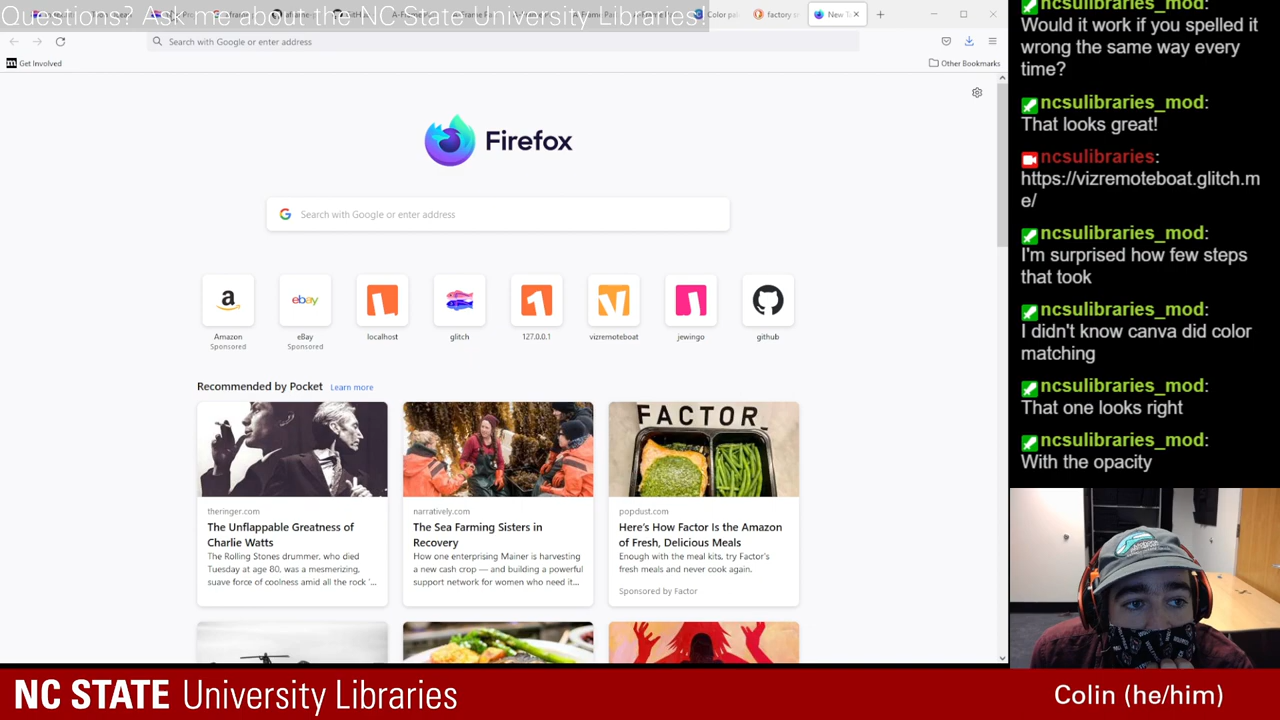 Questions? Ask me about the NC State University Libraries!
Color pal
factory sr
New Ta
Search with Google or enter address
Get Involved
Other Bookmarks
Firefox
Search with Google or enter address
Amazon
Sponsored
ebay
eBay
Sponsored
localhost
glitch
127.0.0.1
vizremoteboat
jewingo
github
Recommended by Pocket Learn more
theringer.com
The Unflappable Greatness of
Charlie Watts
The Rolling Stones drummer, who died
Tuesday at age 80, was a mesmerizing,
suave force of coolness amid all the rock '...
narratively.com
The Sea Farming Sisters in
Recovery
How one enterprising Mainer is harvesting
a new cash crop — and building a powerful
support network for women who need it...
FACTOR_
popdust.com
Here's How Factor Is the Amazon
of Fresh, Delicious Meals
Enough with the meal kits, try Factor's
fresh meals and never cook again.
Sponsored by Factor
ncsulibraries_mod:
Would it work if you spelled it
wrong the same way every
time?
ncsulibraries_mod:
That looks great!
ncsulibraries:
https://vizremoteboat.glitch.m
e/
ncsulibraries_mod:
I'm surprised how few steps
that took
ncsulibraries_mod:
I didn't know canva did color
matching
ncsulibraries_mod:
That one looks right
ncsulibraries_mod:
With the opacity
NC STATE University Libraries
Colin (he/him)